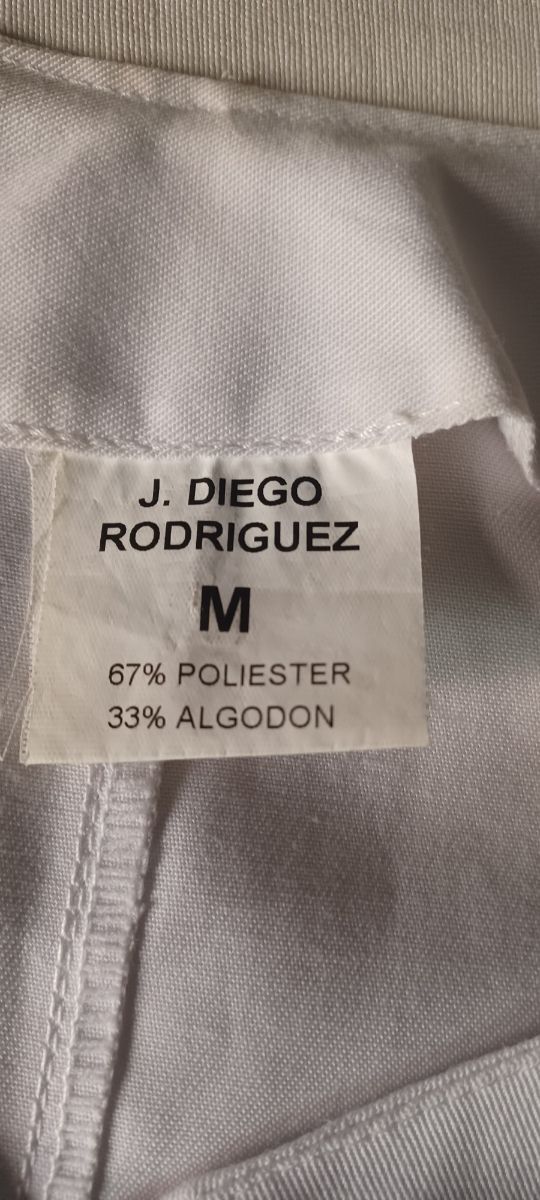 J. DIEGO
RODRIGUEZ
M
67% POLIESTER
33% ALGODON